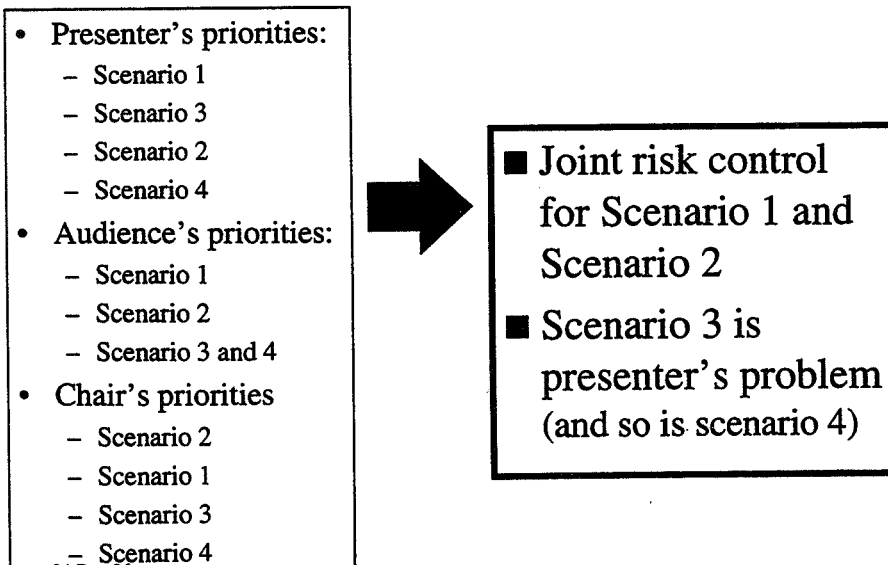 • Presenter's priorities:
– Scenario 1
– Scenario 3
– Scenario 2
– Scenario 4
• Audience's priorities:
– Scenario 1
– Scenario 2
– Scenario 3 and 4
• Chair's priorities
– Scenario 2
– Scenario 1
– Scenario 3
– Scenario 4
■ Joint risk control
for Scenario 1 and
Scenario 2
■ Scenario 3 is
presenter's problem
(and so is scenario 4)